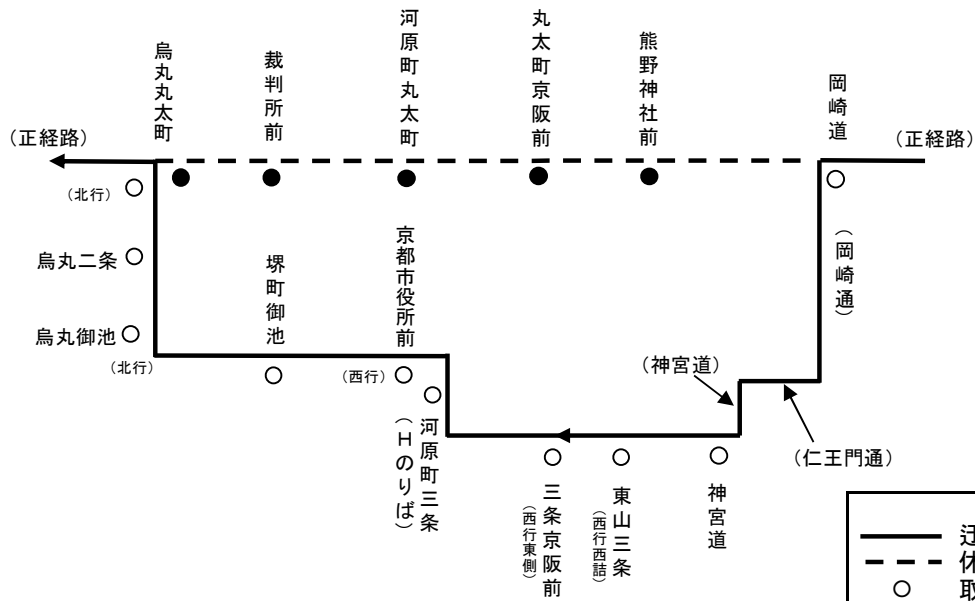 烏丸丸太町
裁判所前
河原町丸太町
丸太町京阪前
熊野神社前
岡崎道
（正経路）
（正経路）
（北行）
烏丸二条
烏丸御池
（北行）
堺町御池
京都市役所前
（西行）
河原町三条
（Ｈのりば）
（岡崎通）
（神宮道）
（仁王門通）
三条京阪前
（西行東側）
東山三条
（西行西詰）
神宮道
迂
休
取